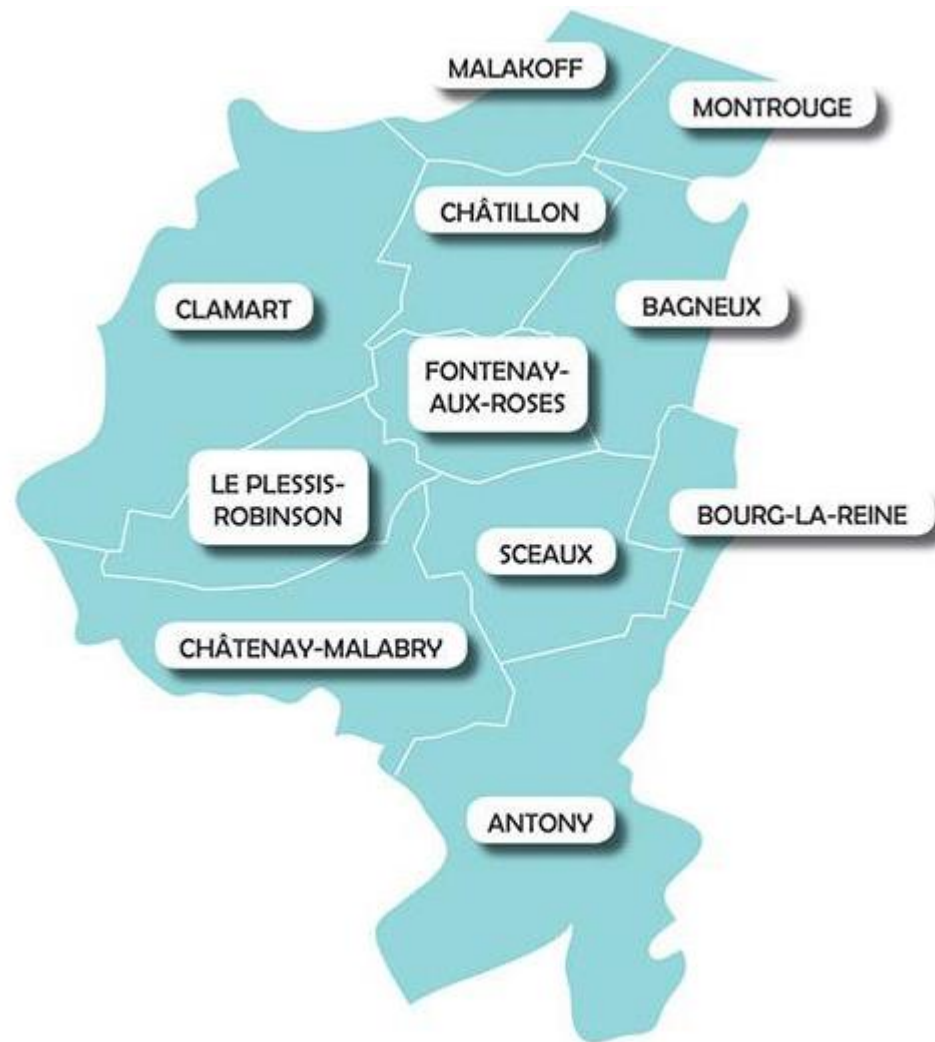 MALAKOFF
MONTROUGE
CHÂTILLON
CLAMART
BAGNEUX
FONTENAY-
AUX-ROSES
LE PLESSIS-
ROBINSON
BOURG-LA-REINE
SCEAUX
CHÂTENAY-MALABRY
ANTONY